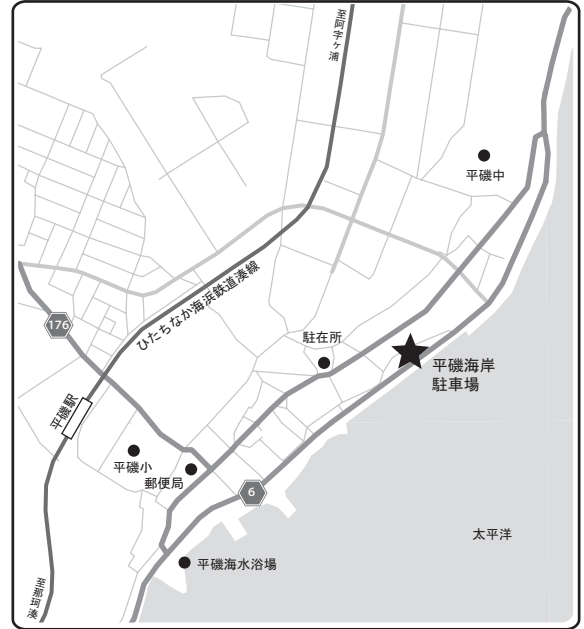 至阿字ヶ浦
平磯中
ひたちなか海浜鉄道湊線
176
駐在所
平磯海岸
駐車場
平磯駅
平磯小
郵便局
6
太平洋
平磯海水浴場
至那珂湊